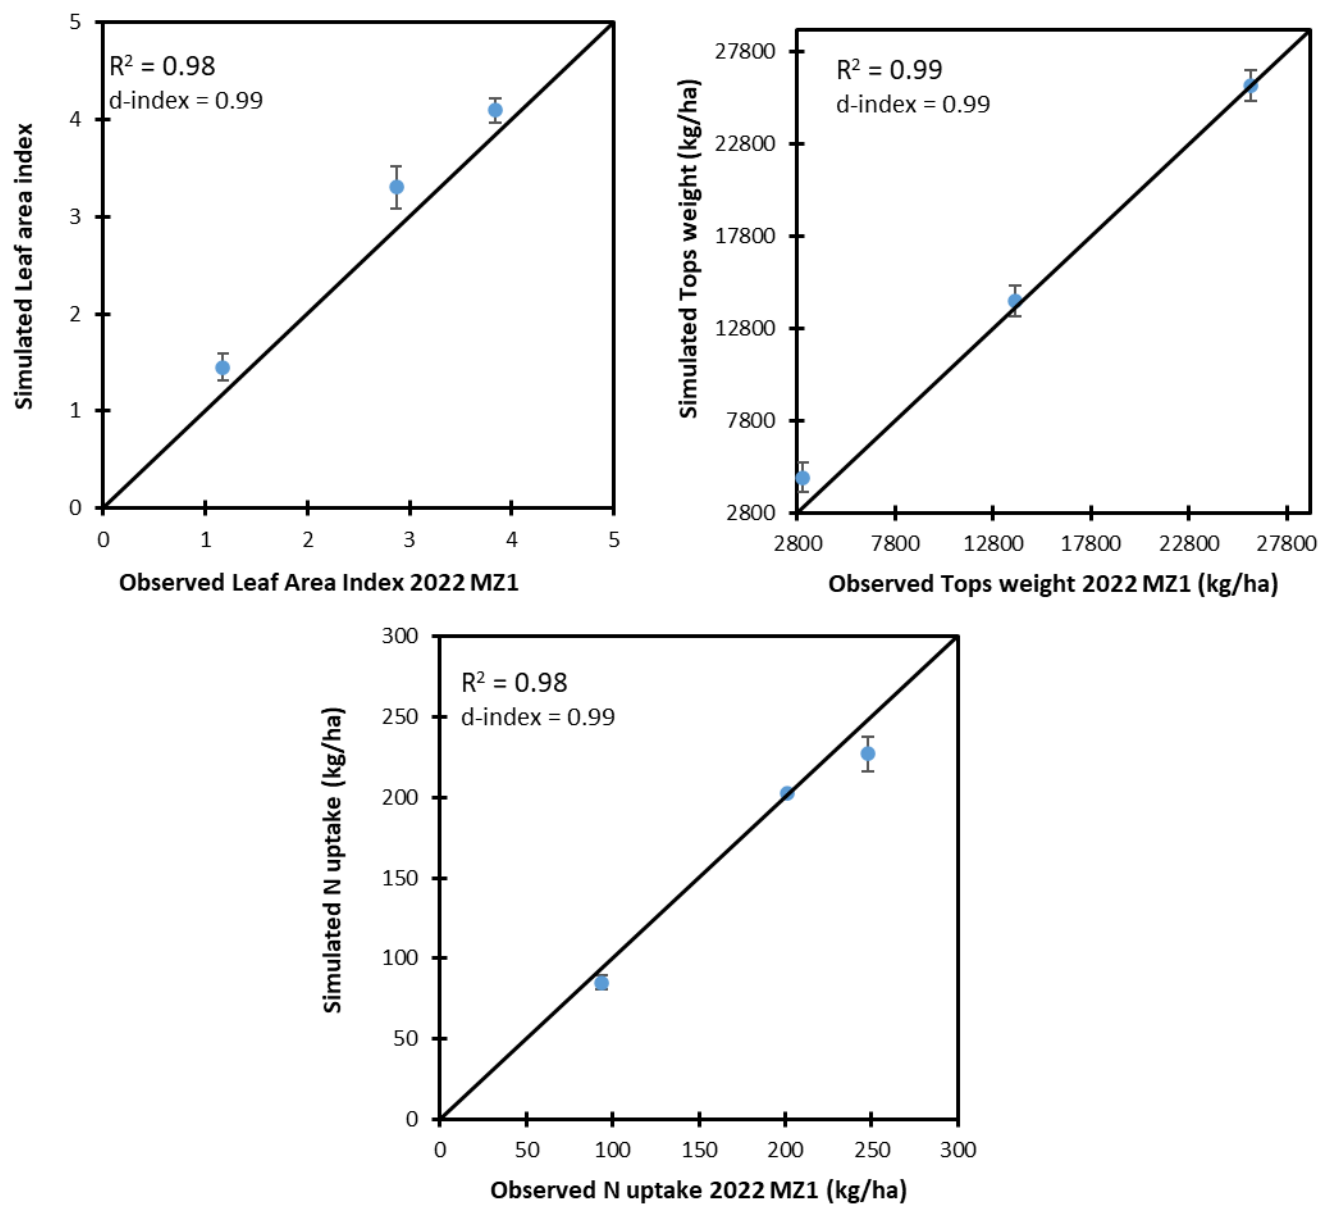 R² = 0.98
d-index = 0.99
Simulated Leaf area index
5
4
3
2
1
0
0 1 2 3 4 5
Observed Leaf Area Index 2022 MZ1
R² = 0.99
d-index = 0.99
Simulated Tops weight (kg/ha)
27800
22800
17800
12800
7800
2800
2800 7800 12800 17800 22800 27800
Observed Tops weight 2022 MZ1 (kg/ha)
R² = 0.98
d-index = 0.99
Simulated N uptake (kg/ha)
300
250
200
150
100
50
0
0 50 100 150 200 250 300
Observed N uptake 2022 MZ1 (kg/ha)